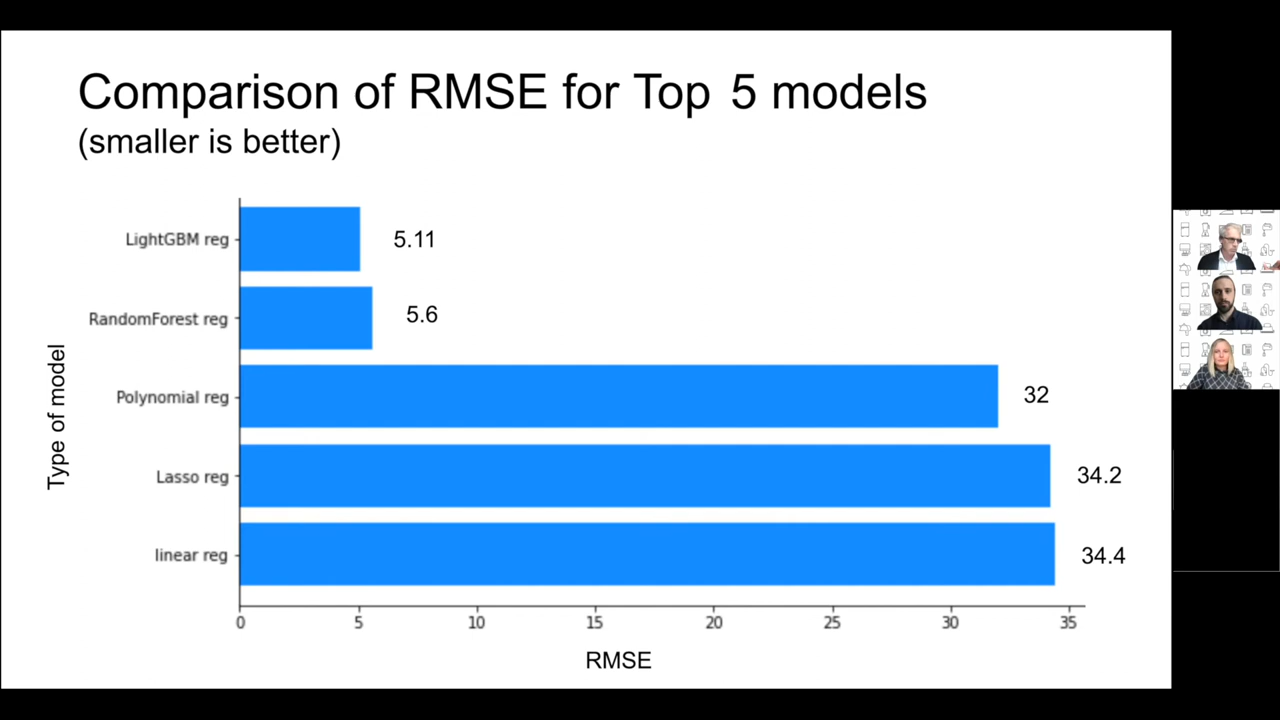 Comparison of RMSE for Top 5 models
(smaller is better)
LightGBM reg
5.11
RandomForest reg
5.6
Polynomial reg
32
Lasso reg
34.2
linear reg
34.4
Type of model
0 5 10 15 20 25 30 35
RMSE